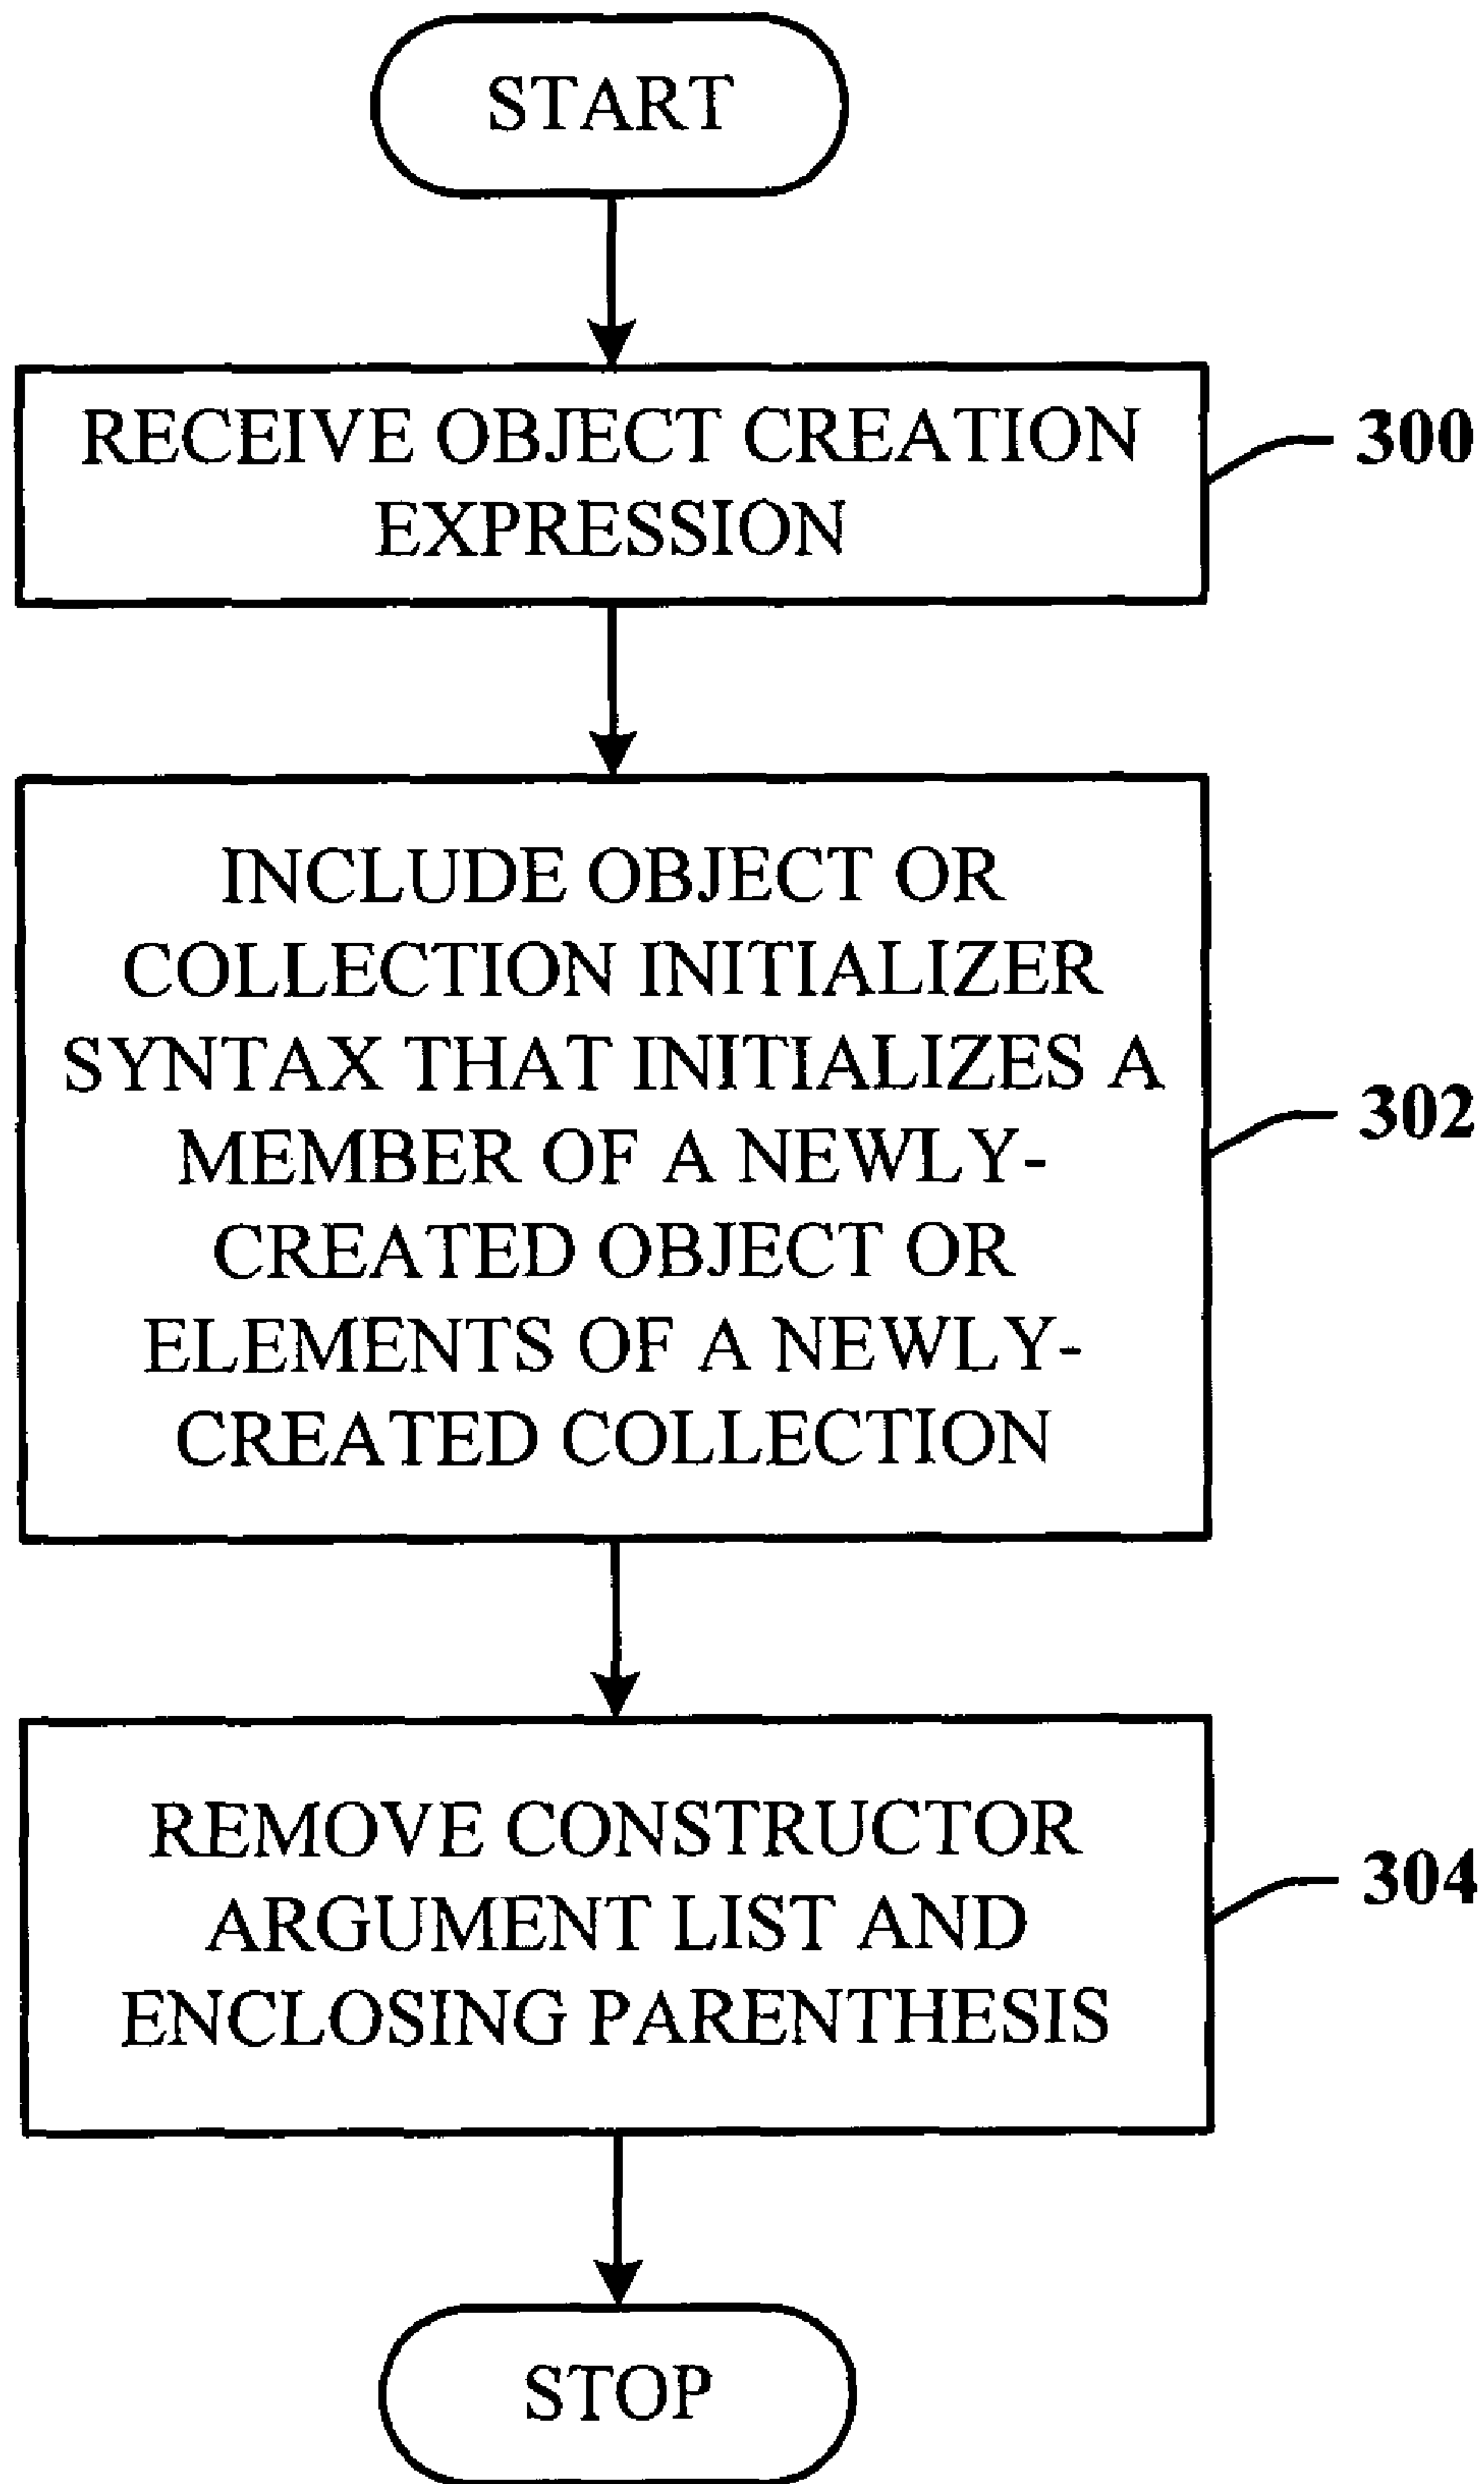 START
RECEIVE OBJECT CREATION
EXPRESSION
300
INCLUDE OBJECT OR
COLLECTION INITIALIZER
SYNTAX THAT INITIALIZES A
MEMBER OF A NEWLY-
CREATED OBJECT OR
ELEMENTS OF A NEWLY-
CREATED COLLECTION
302
REMOVE CONSTRUCTOR
ARGUMENT LIST AND
ENCLOSING PARENTHESIS
304
STOP